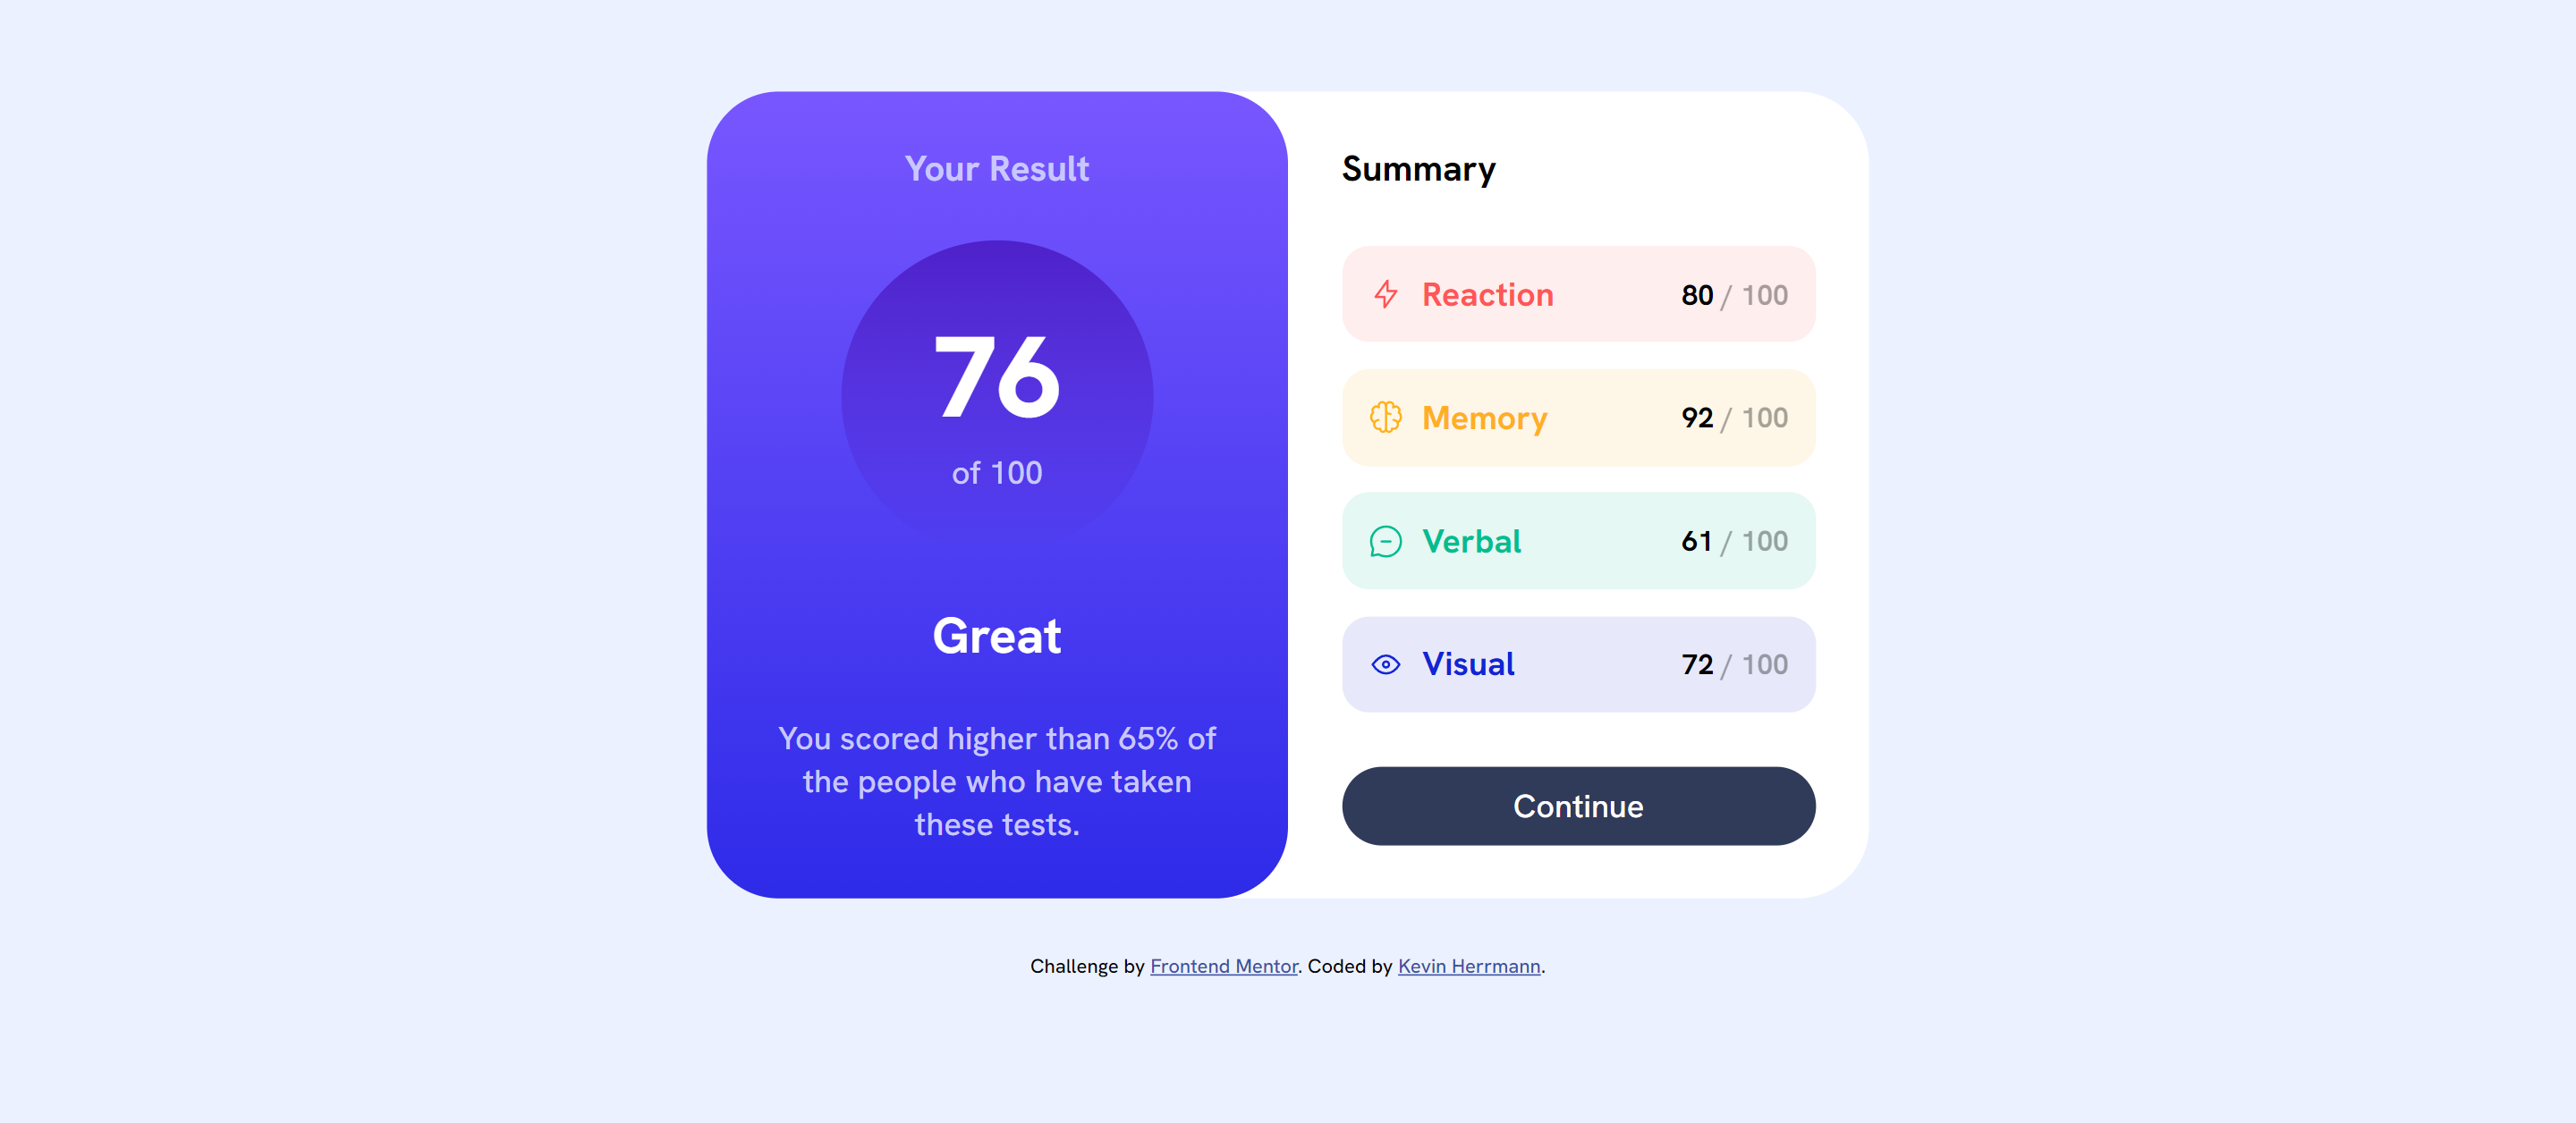 Your Result
76
of 100
Great
You scored higher than 65% of
the people who have taken
these tests.
Summary
Reaction 80 / 100
Memory 92 / 100
Verbal 61 / 100
Visual 72 / 100
Continue
Challenge by Frontend Mentor. Coded by Kevin Herrmann.